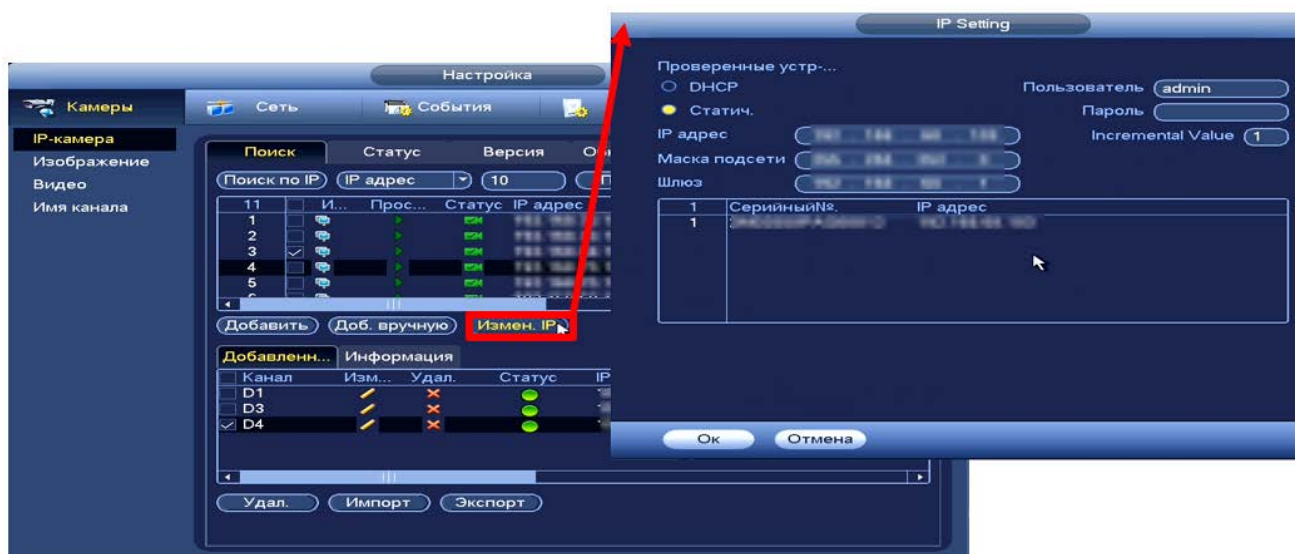 Настройка
Камеры
Сеть
События
IP-камера
Изображение
Видео
Имя канала
Поиск
Статус
Версия
Поиск по IP
IP адрес
10
11 И... Прос... Статус IP адрес
1
2
3
4
5
Добавить
Доб. вручную
Измен. IP
Добавленн...
Информация
Канал Изм... Удал. Статус IP
D1
D3
D4
Удал.
Импорт
Экспорт
IP Setting
Проверенные устр-...
DHCP
Статич.
IP адрес
Маска подсети
Шлюз
Пользователь admin
Пароль
Incremental Value 1
1 Серийный№. IP адрес
1
Ок
Отмена